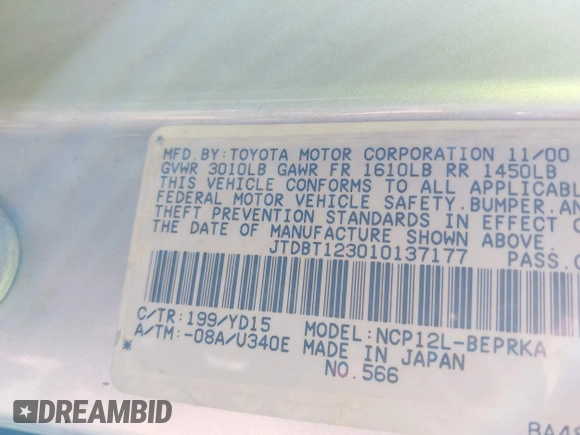 MFD.BY:TOYOTA MOTOR CORPORATION 11/00
GVWR 3010LB GAWR FR 1610LB RR 1450LB
THIS VEHICLE CONFORMS TO ALL APPLICABLE
FEDERAL MOTOR VEHICLE SAFETY.BUMPER.AN
THEFT PREVENTION STANDARDS IN EFFECT O
THE DATE OF MANUFACTURE SHOWN ABOVE.
JTDBT123010137177 PASS.C
C/TR:199/YD15 MODEL:NCP12L-BEPRKA
A/TM:-08A/U340E MADE IN JAPAN
NO.566
BA48
DREAMBID